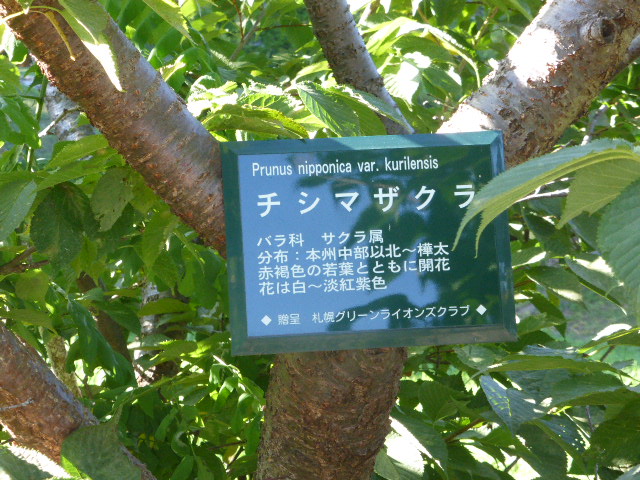 Prunus nipponica var. kurilensis
チシマザクラ
バラ科 サクラ属
分布：本州中部以北～樺太
赤褐色の若葉とともに開花
花は白～淡紅紫色
◆ 贈呈 札幌グリーンライオンズクラブ ◆